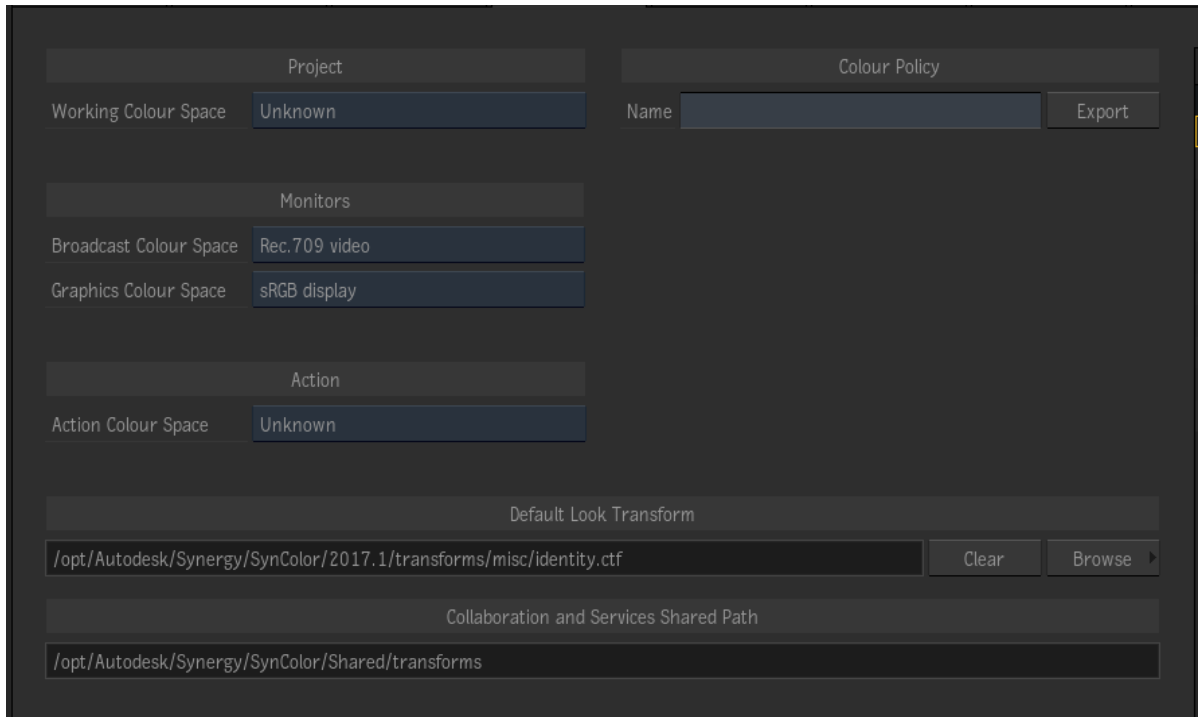 Project
Colour Policy
Working Colour Space Unknown
Name
Export
Monitors
Broadcast Colour Space Rec.709 video
Graphics Colour Space sRGB display
Action
Action Colour Space Unknown
Default Look Transform
/opt/Autodesk/Synergy/SynColor/2017.1/transforms/misc/identity.ctf Clear Browse
Collaboration and Services Shared Path
/opt/Autodesk/Synergy/SynColor/Shared/transforms